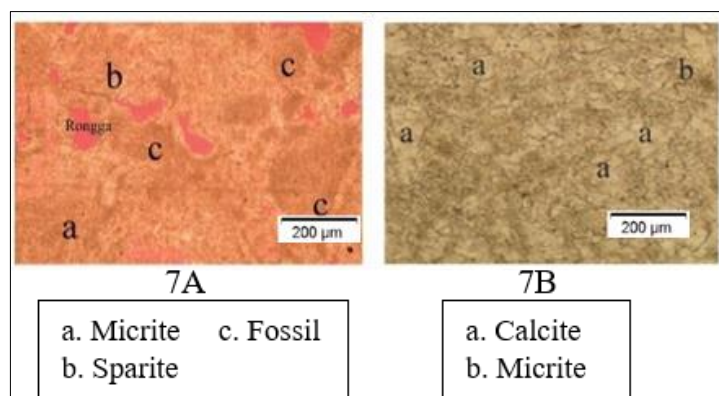 b
c
Rongga
c
a
c
200 µm
7A
a. Micrite c. Fossil
b. Sparite
a
b
a
a
a
200 µm
7B
a. Calcite
b. Micrite